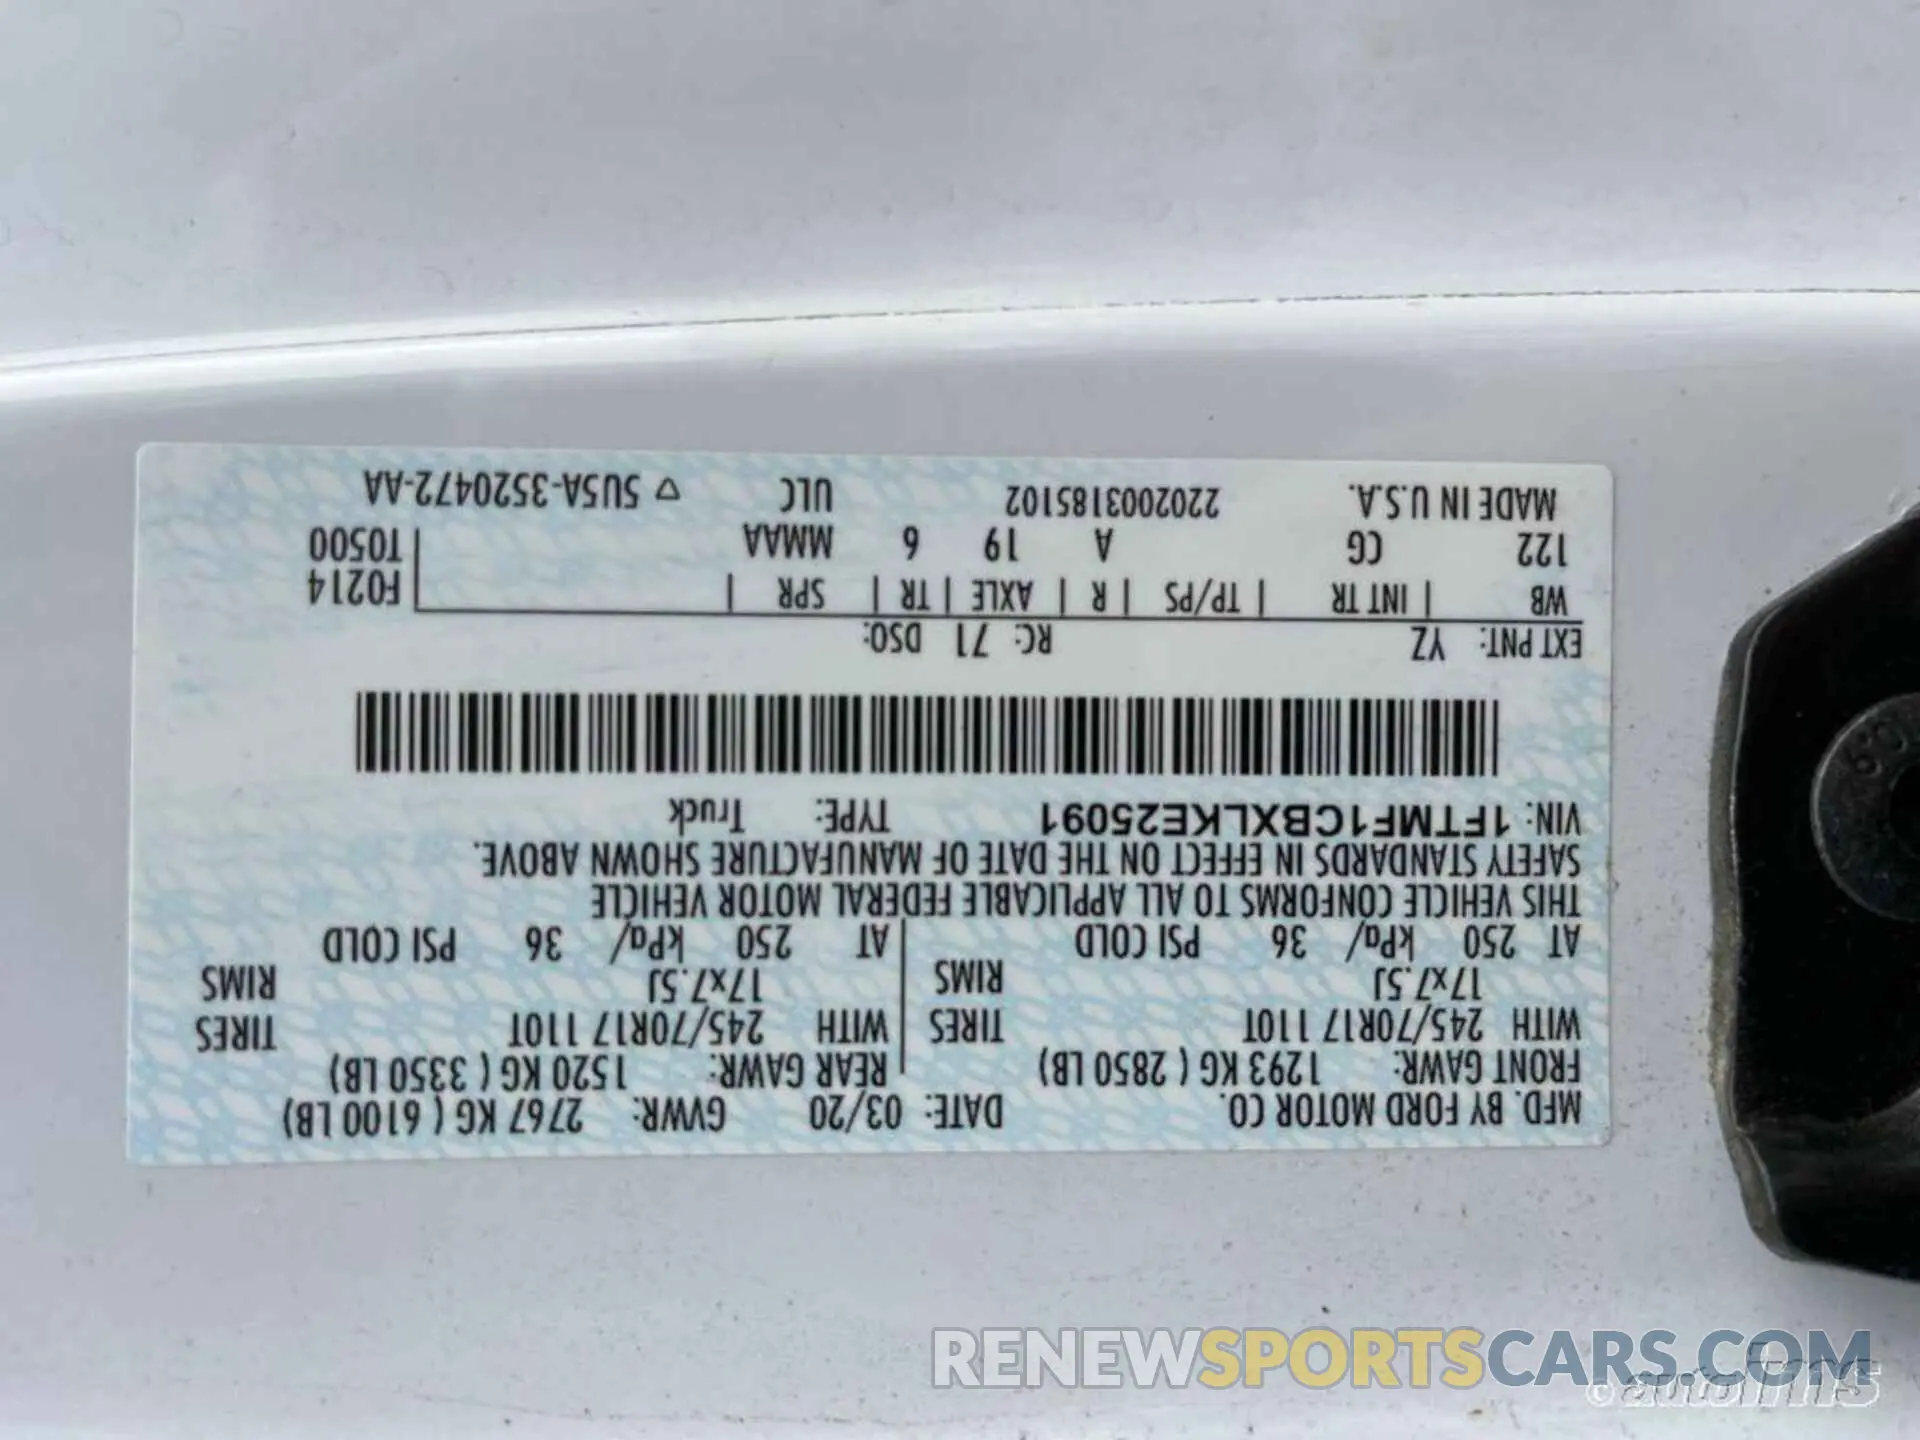 MFD. BY FORD MOTOR CO. DATE: 03/20 GVWR: 2767 KG ( 6100 LB)
FRONT GAWR: 1293 KG ( 2850 LB) REAR GAWR: 1520 KG ( 3350 LB)
WITH 245/70R17 110T TIRES WITH 245/70R17 110T TIRES
17x7.5J RIMS 17x7.5J RIMS
AT 250 kPa/ 36 PSI COLD AT 250 kPa/ 36 PSI COLD
THIS VEHICLE CONFORMS TO ALL APPLICABLE FEDERAL MOTOR VEHICLE
SAFETY STANDARDS IN EFFECT ON THE DATE OF MANUFACTURE SHOWN ABOVE.
VIN: 1FTMF1CBXLKE25091 TYPE: Truck
EXT PNT: YZ RC: 71 DSO:
WB | INT TR | TP/PS | R | AXLE | TR | SPR | F0214
122 CG A 19 6 MMAA T0500
MADE IN U.S.A. 2202003185102 ULC ▽ 5U5A-3520472-AA
RENEWSPORTSCARS.COM